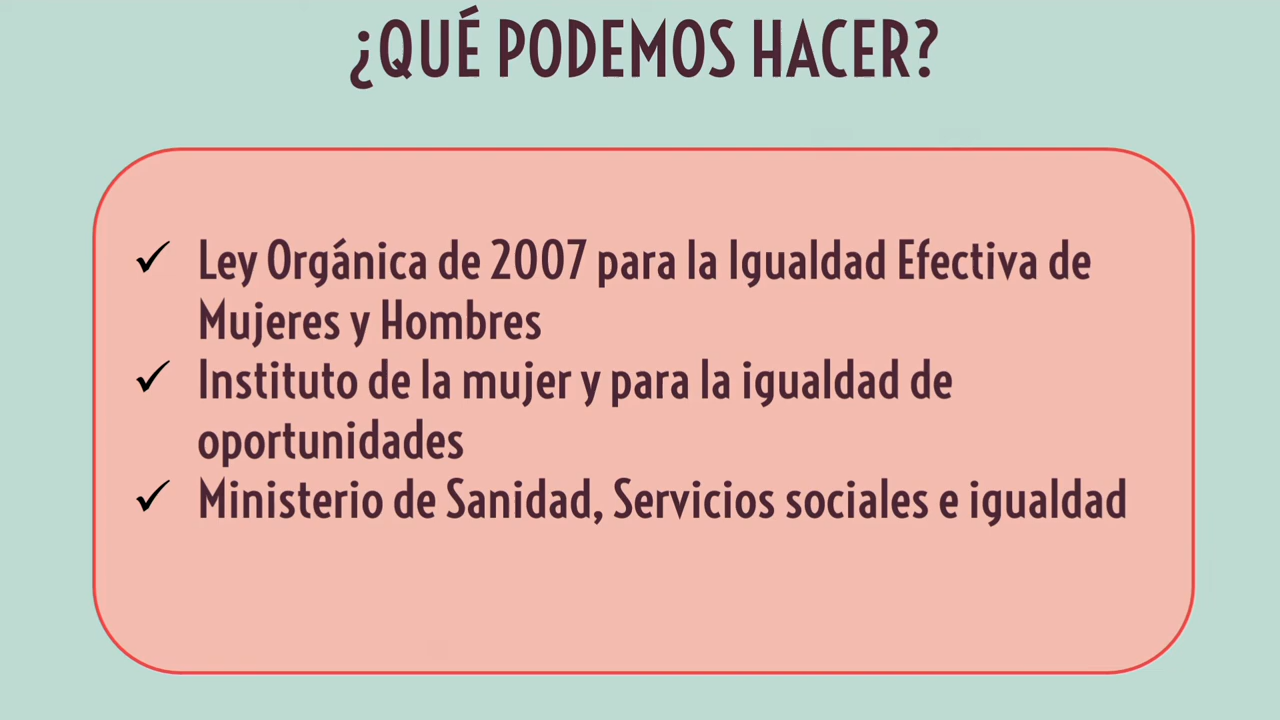 ¿QUÉ PODEMOS HACER?
✓ Ley Orgánica de 2007 para la Igualdad Efectiva de
Mujeres y Hombres
✓ Instituto de la mujer y para la igualdad de
oportunidades
✓ Ministerio de Sanidad, Servicios sociales e igualdad